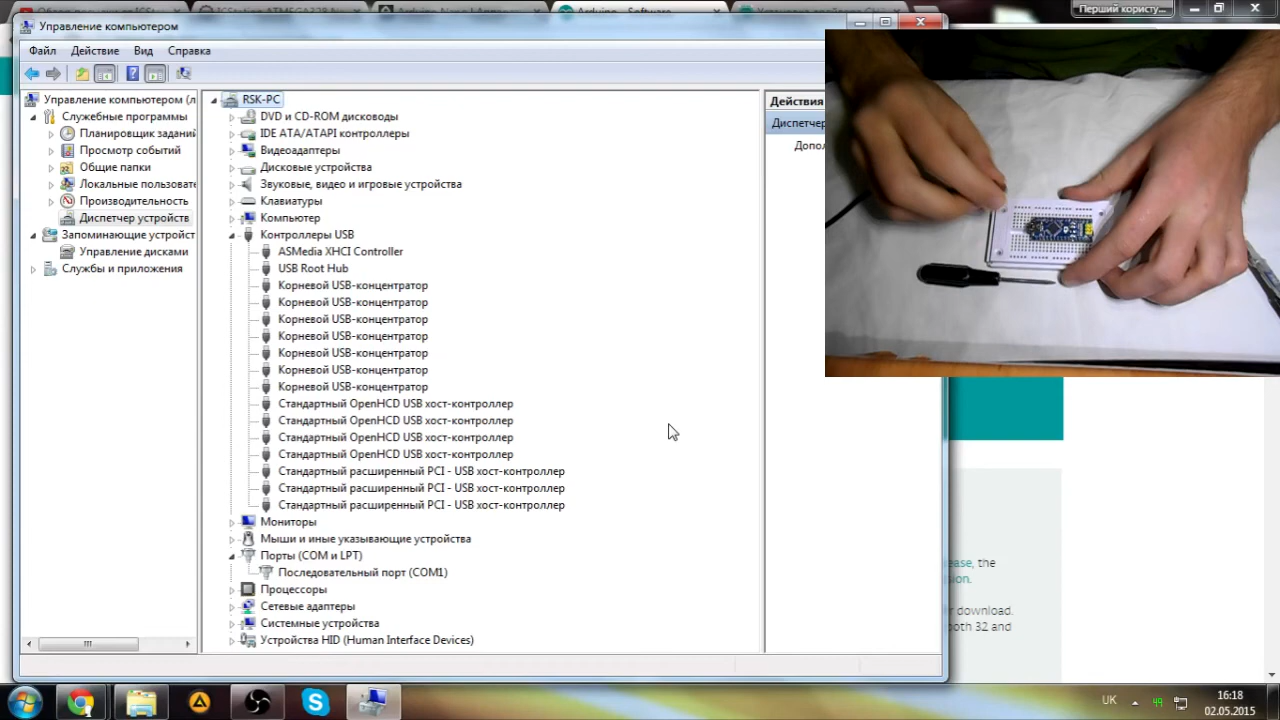 Перший користу...
Управление компьютером
Файл Действие Вид Справка
Управление компьютером (л
Служебные программы
Планировщик заданий
Просмотр событий
Общие папки
Локальные пользовате
Производительность
Диспетчер устройств
Запоминающие устройст
Управление дисками
Службы и приложения
RSK-PC
DVD и CD-ROM дисководы
IDE ATA/ATAPI контроллеры
Видеоадаптеры
Дисковые устройства
Звуковые, видео и игровые устройства
Клавиатуры
Компьютер
Контроллеры USB
ASMedia XHCI Controller
USB Root Hub
Корневой USB-концентратор
Корневой USB-концентратор
Корневой USB-концентратор
Корневой USB-концентратор
Корневой USB-концентратор
Корневой USB-концентратор
Корневой USB-концентратор
Стандартный OpenHCD USB хост-контроллер
Стандартный OpenHCD USB хост-контроллер
Стандартный OpenHCD USB хост-контроллер
Стандартный OpenHCD USB хост-контроллер
Стандартный расширенный PCI - USB хост-контроллер
Стандартный расширенный PCI - USB хост-контроллер
Стандартный расширенный PCI - USB хост-контроллер
Мониторы
Мыши и иные указывающие устройства
Порты (COM и LPT)
Последовательный порт (COM1)
Процессоры
Сетевые адаптеры
Системные устройства
Устройства HID (Human Interface Devices)
Действия
Диспетчер
Допол
ease, the
sion.
r download.
both 32 and
UK
49
16:18
02.05.2015